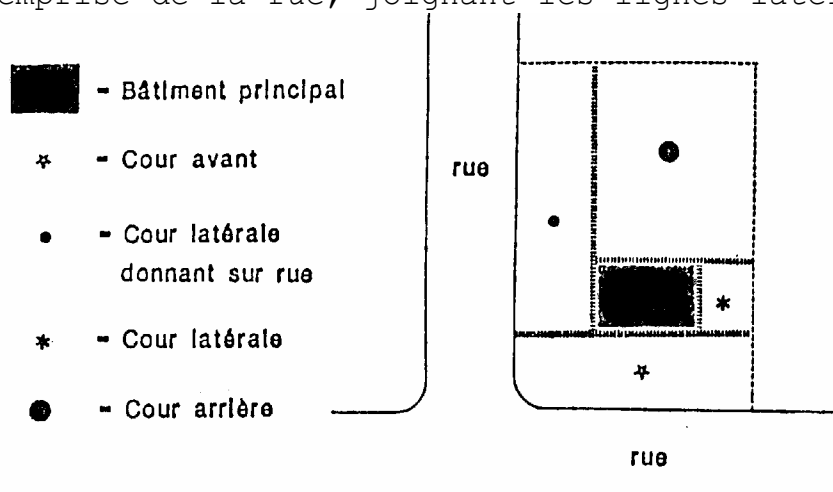 emprise de la rue, joignant les lignes laté
- Bâtiment principal
- Cour avant
- Cour latérale
donnant sur rue
- Cour latérale
- Cour arrière
rue
rue